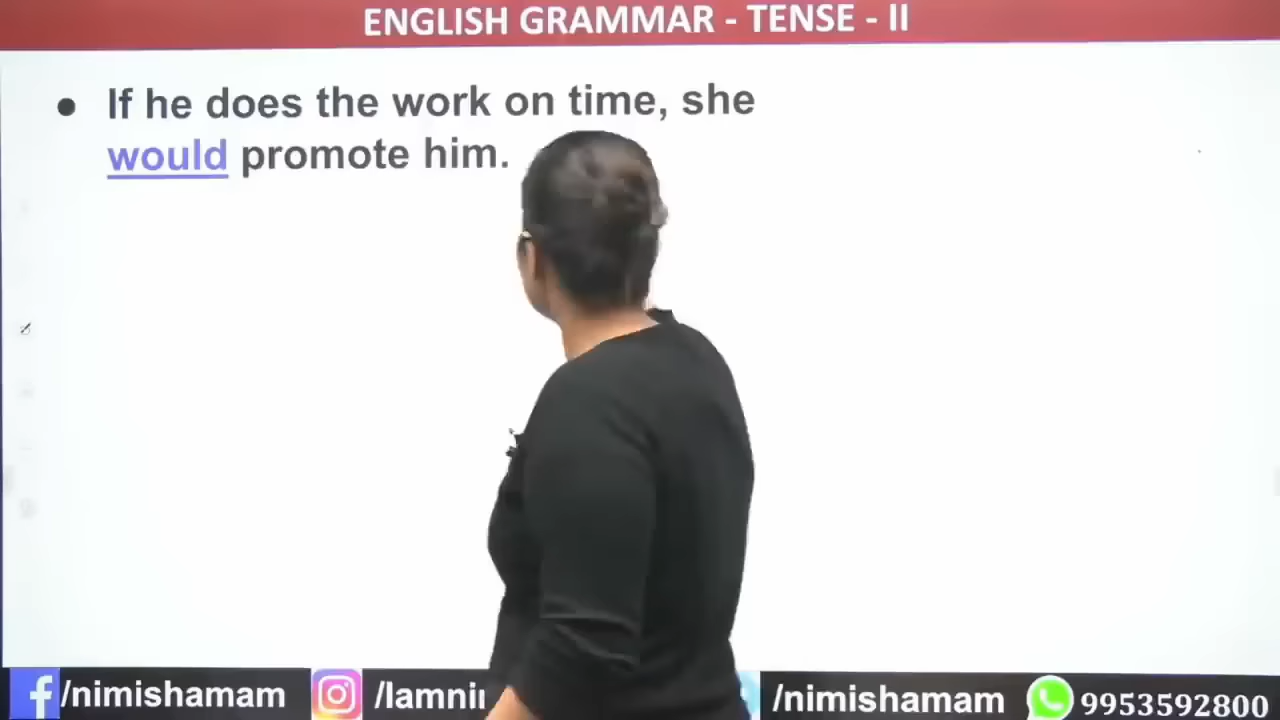 ENGLISH GRAMMAR - TENSE - II
● If he does the work on time, she
would promote him.
/nimishamam
/nimishamam
9953592800